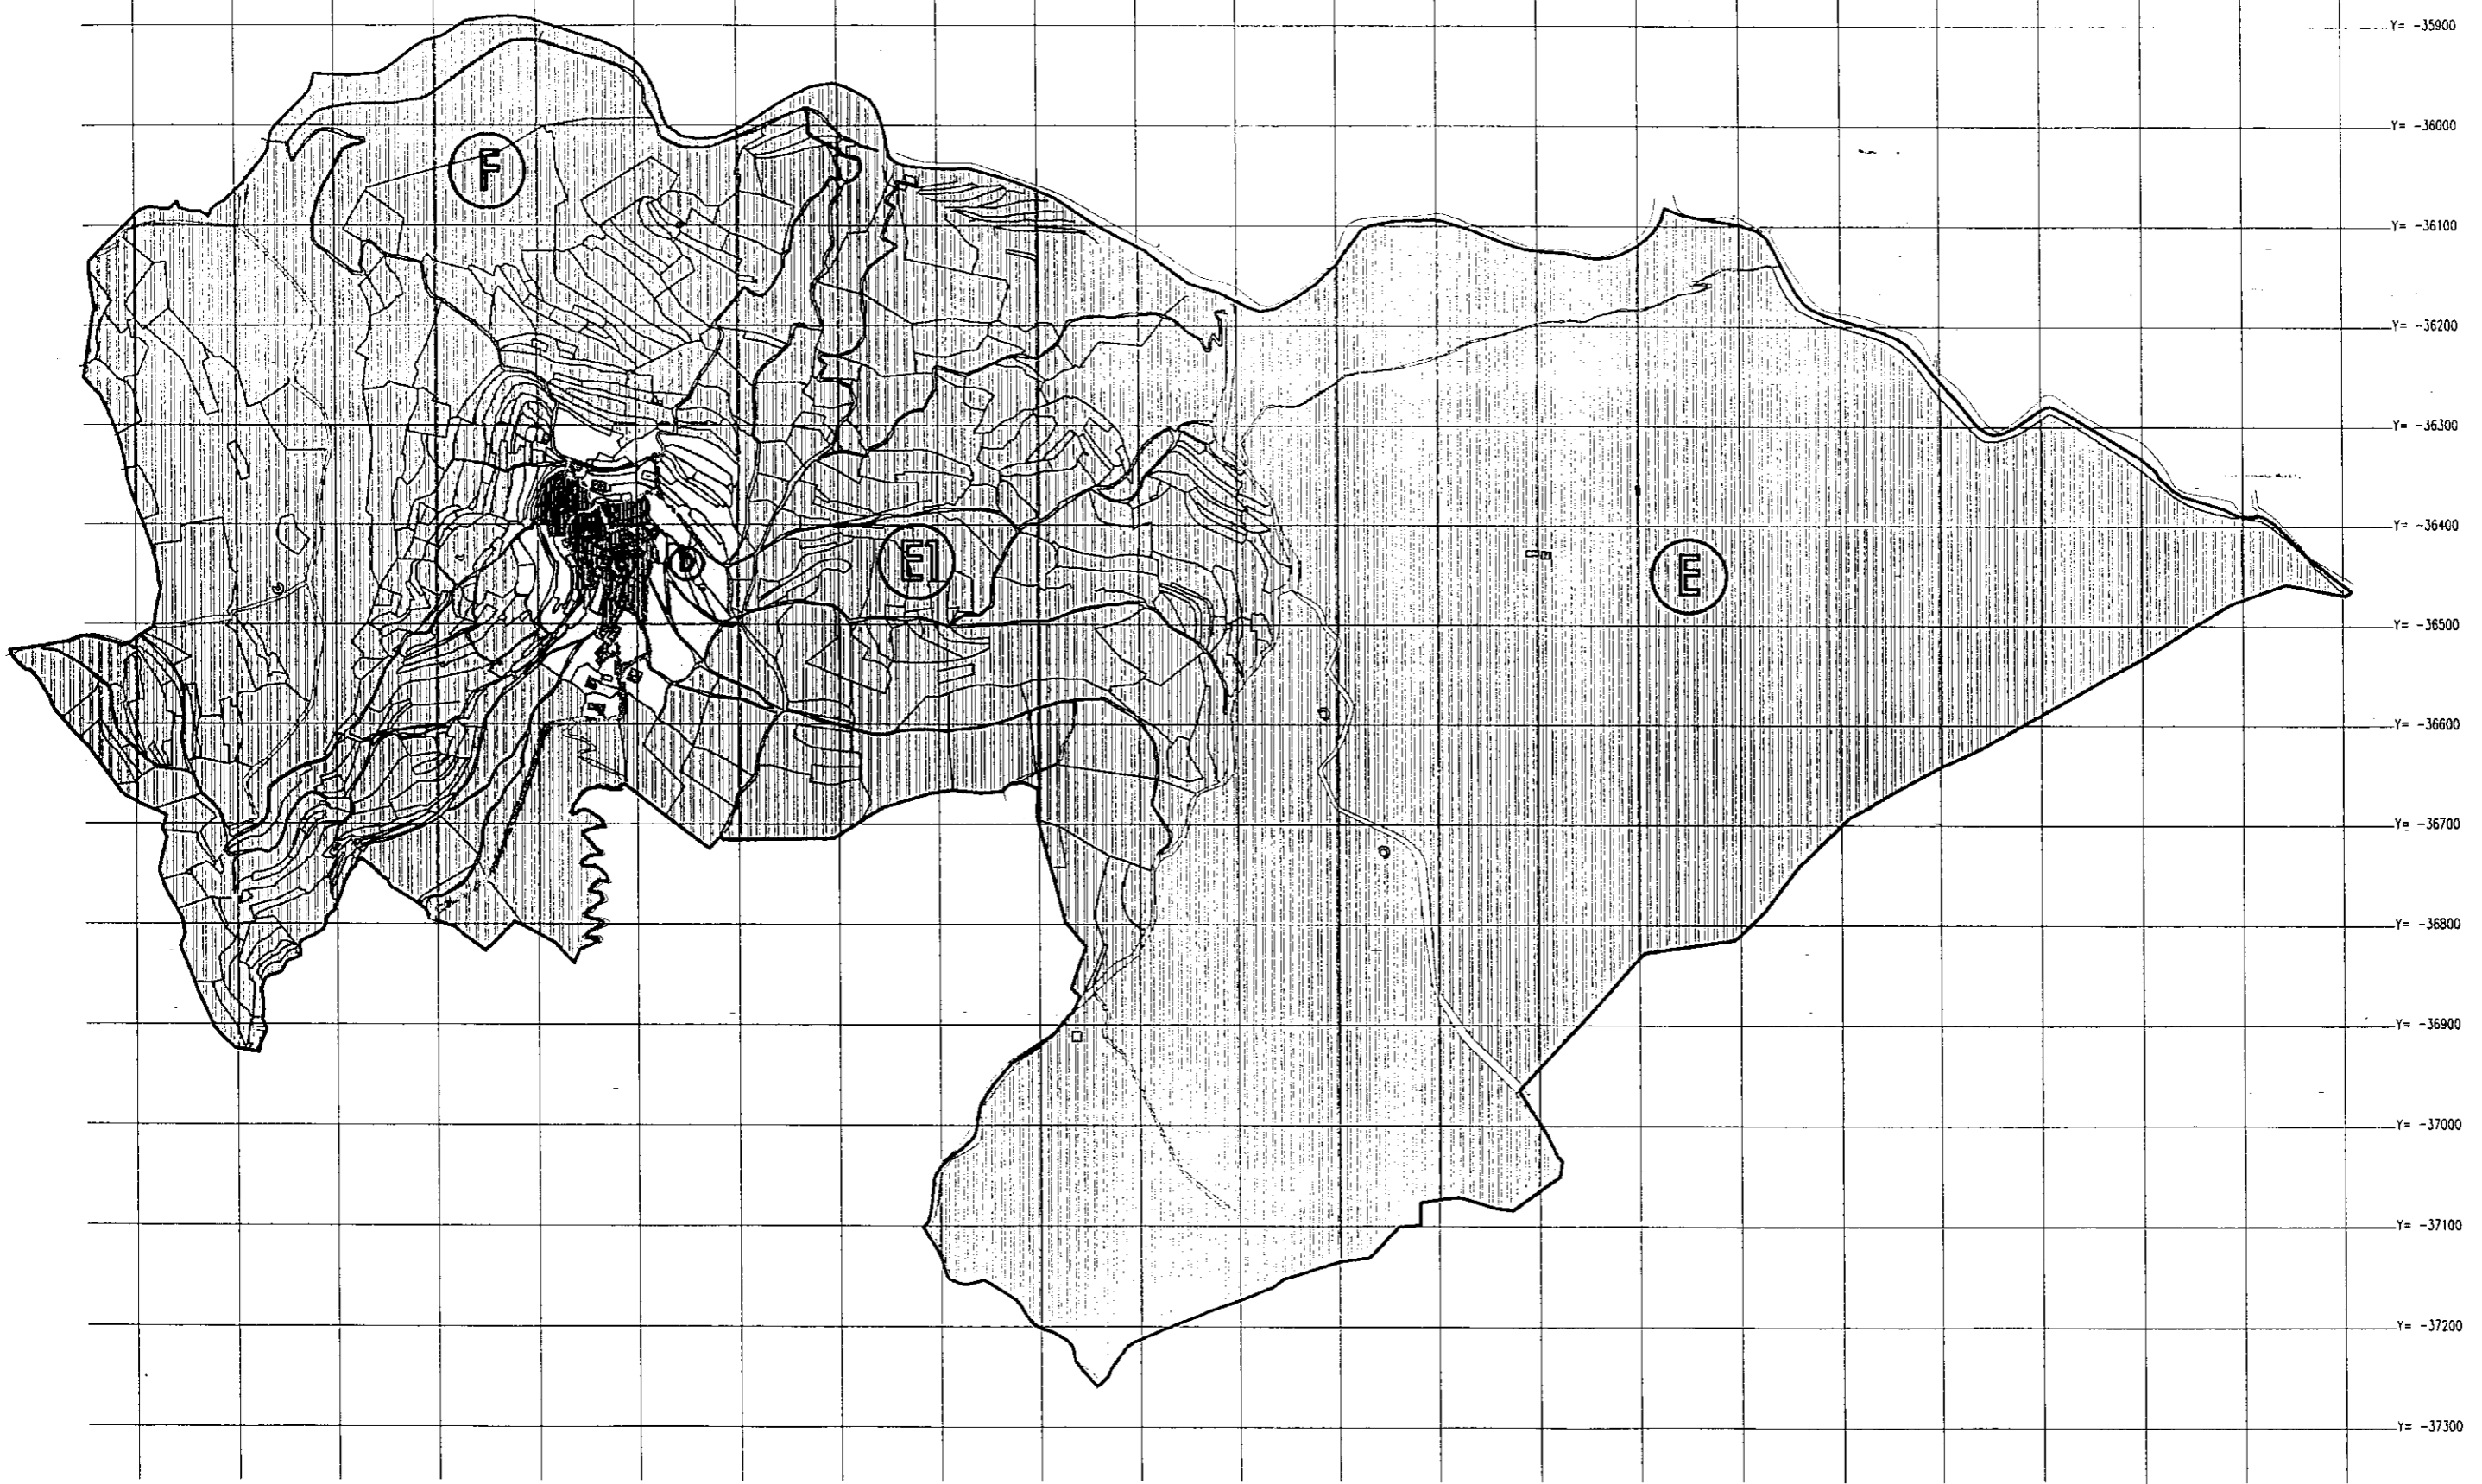 Y= -35900
Y= -36000
F
Y= -36100
Y= -36200
Y= -36300
Y= -36400
D
E1
E
Y= -36500
Y= -36600
Y= -36700
Y= -36800
Y= -36900
Y= -37000
Y= -37100
Y= -37200
Y= -37300